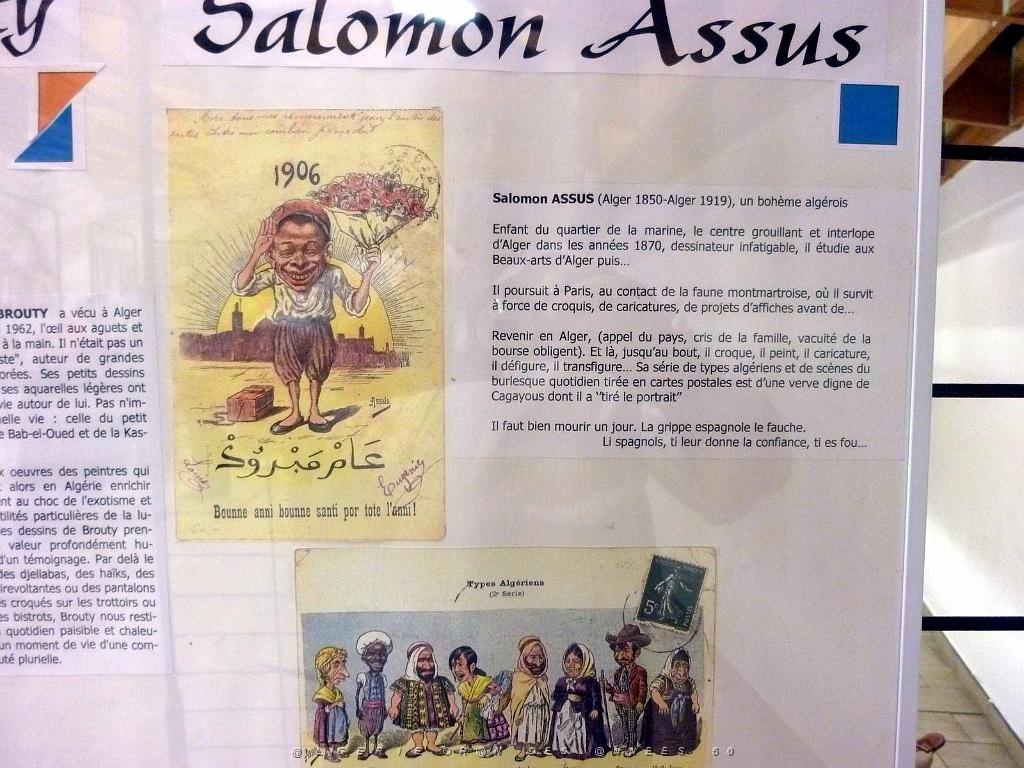 ty
Salomon Assus
1906
Assus
عام مبروك
Bounne anni bounne santi por tote l'anni!
Salomon ASSUS (Alger 1850-Alger 1919), un bohème algérois
Enfant du quartier de la marine, le centre grouillant et interlope
d'Alger dans les années 1870, dessinateur infatigable, il étudie aux
Beaux-arts d'Alger puis...
Il poursuit à Paris, au contact de la faune montmartroise, où il survit
à force de croquis, de caricatures, de projets d'affiches avant de...
Revenir en Alger, (appel du pays, cris de la famille, vacuité de la
bourse obligent). Et là, jusqu'au bout, il croque, il peint, il caricature,
il défigure, il transfigure... Sa série de types algériens et de scènes du
burlesque quotidien tirée en cartes postales est d'une verve digne de
Cagayous dont il a "tiré le portrait"
Il faut bien mourir un jour. La grippe espagnole le fauche.
Li spagnols, ti leur donne la confiance, ti es fou...
BROUTY a vécu à Alger
1962, l'œil aux aguets et
à la main. Il n'était pas un
ste", auteur de grandes
orées. Ses petits dessins
ses aquarelles légères ont
vie autour de lui. Pas n'im-
uelle vie : celle du petit
e Bab-el-Oued et de la Kas-
x oeuvres des peintres qui
alors en Algérie enrichir
nt au choc de l'exotisme et
tilités particulières de la lu-
es dessins de Brouty pren-
valeur profondément hu-
d'un témoignage. Par delà le
des djellabas, des haïks, des
irevoltantes ou des pantalons
s croqués sur les trottoirs ou
es bistrots, Brouty nous resti-
quotidien paisible et chaleu-
un moment de vie d'une com-
uté plurielle.
Types Algériens
(2e Série)
5c